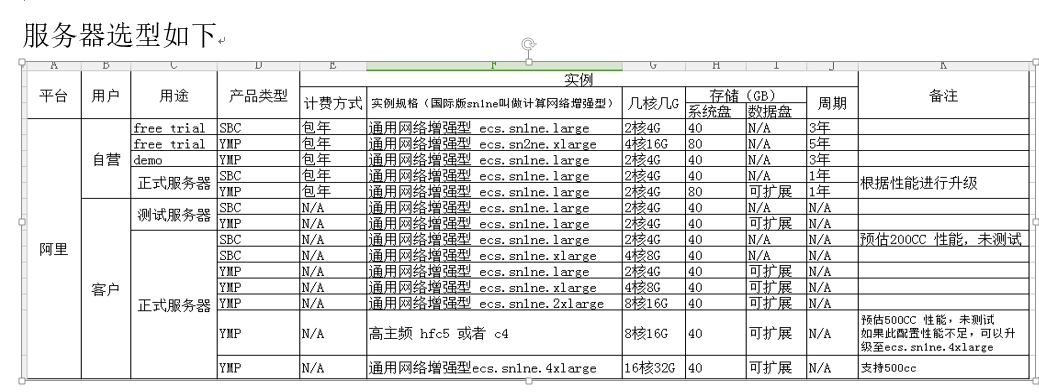 服务器选型如下
A B C D E F G H I J K
平台 用户 用途 产品类型 实例 备注
计费方式 实例规格（国际版sn1ne叫做计算网络增强型） 几核几G 存储（GB） 周期
系统盘 数据盘
阿里 自营 free trial SBC 包年 通用网络增强型 ecs.sn1ne.large 2核4G 40 N/A 3年
free trial YMP 包年 通用网络增强型 ecs.sn2ne.xlarge 4核16G 80 N/A 5年
demo YMP 包年 通用网络增强型 ecs.sn1ne.large 2核4G 40 N/A 3年
正式服务器 SBC 包年 通用网络增强型 ecs.sn1ne.large 2核4G 40 N/A 1年 根据性能进行升级
YMP 包年 通用网络增强型 ecs.sn1ne.large 2核4G 80 可扩展 1年
客户 测试服务器 SBC N/A 通用网络增强型 ecs.sn1ne.large 2核4G 40 N/A N/A
YMP N/A 通用网络增强型 ecs.sn1ne.large 2核4G 40 可扩展 N/A
正式服务器 SBC N/A 通用网络增强型 ecs.sn1ne.large 2核4G 40 N/A N/A 预估200CC 性能，未测试
SBC N/A 通用网络增强型 ecs.sn1ne.xlarge 4核8G 40 N/A N/A
YMP N/A 通用网络增强型 ecs.sn1ne.large 2核4G 40 可扩展 N/A
YMP N/A 通用网络增强型 ecs.sn1ne.xlarge 4核8G 40 可扩展 N/A
YMP N/A 通用网络增强型 ecs.sn1ne.2xlarge 8核16G 40 可扩展 N/A
YMP N/A 高主频 hfc5 或者 c4 8核16G 40 可扩展 N/A 预估500CC 性能，未测试
如果此配置性能不足，可以升
级至ecs.sn1ne.4xlarge
YMP N/A 通用网络增强型ecs.sn1ne.4xlarge 16核32G 40 可扩展 N/A 支持500cc